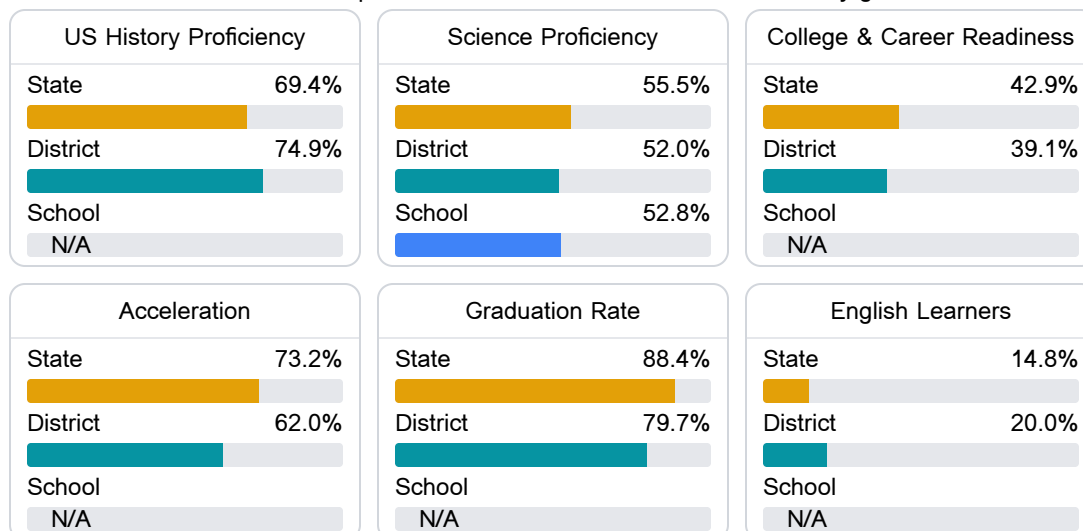 US History Proficiency
State 69.4%
District 74.9%
School
N/A
Science Proficiency
State 55.5%
District 52.0%
School 52.8%
College & Career Readiness
State 42.9%
District 39.1%
School
N/A
Acceleration
State 73.2%
District 62.0%
School
N/A
Graduation Rate
State 88.4%
District 79.7%
School
N/A
English Learners
State 14.8%
District 20.0%
School
N/A